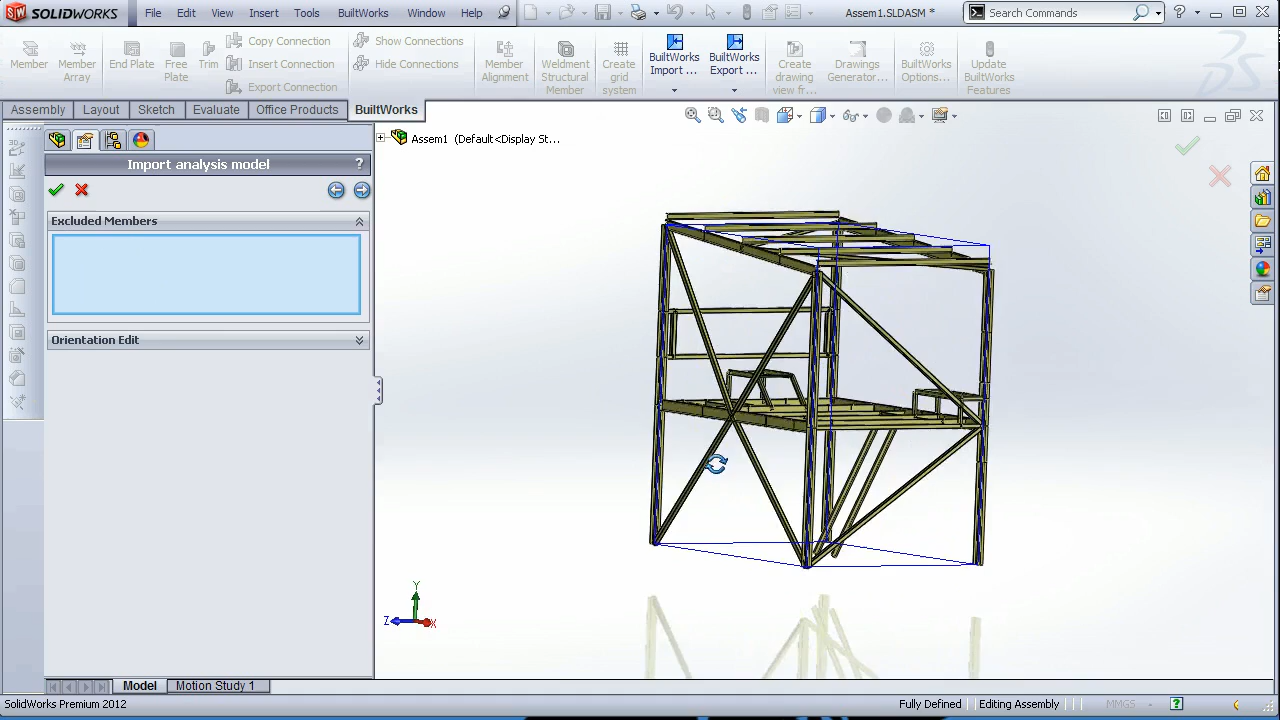 SW SOLIDWORKS File Edit View Insert Tools BuiltWorks Window Help Assem1.SLDASM * Search Commands ?
Member
Member Array
End Plate
Free Plate
Trim
Copy Connection
Insert Connection
Export Connection
Show Connections
Hide Connections
Member Alignment
Weldment Structural Member
Create grid system
BuiltWorks Import ...
BuiltWorks Export ...
Create drawing view fr...
Drawings Generator...
BuiltWorks Options...
Update BuiltWorks Features
Assembly Layout Sketch Evaluate Office Products BuiltWorks
Assem1 (Default<Display St...
Import analysis model ?
Excluded Members
Orientation Edit
Y
Z X
Model Motion Study 1
SolidWorks Premium 2012 Fully Defined Editing Assembly MMGS ?